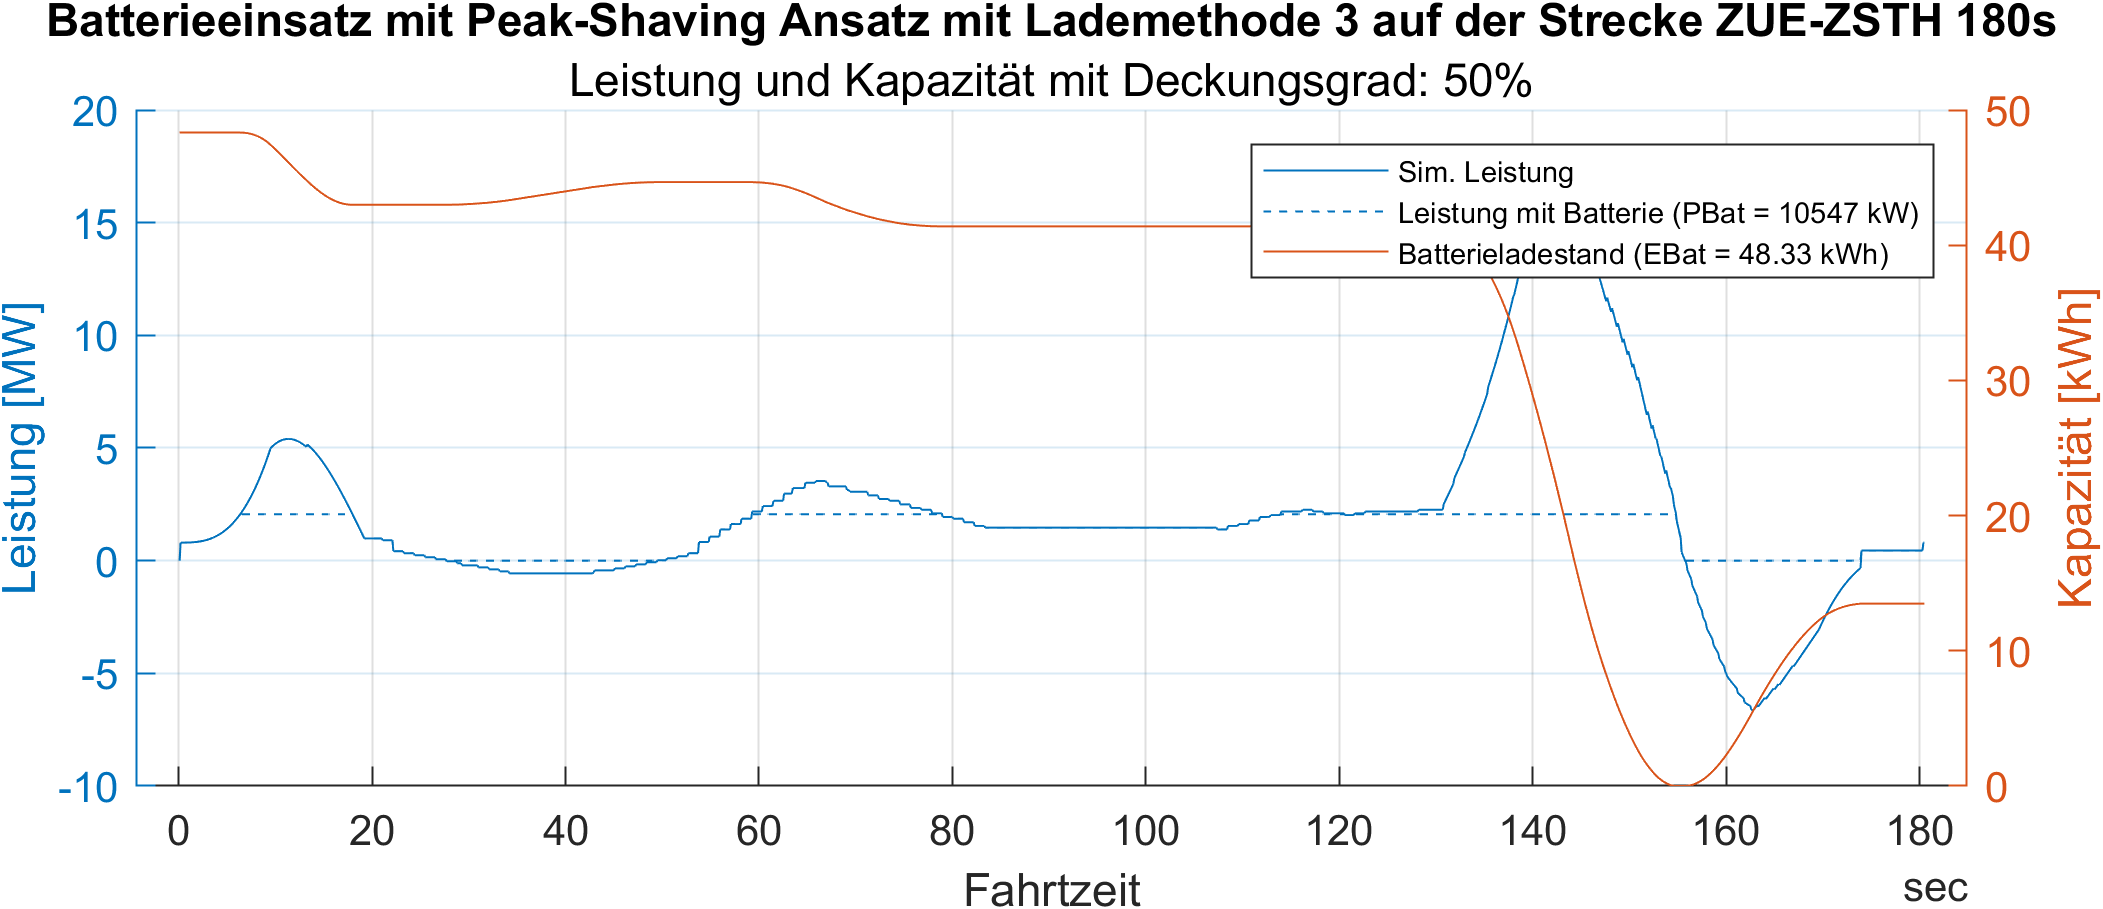 Batterieeinsatz mit Peak-Shaving Ansatz mit Lademethode 3 auf der Strecke ZUE-ZSTH 180s
Leistung und Kapazität mit Deckungsgrad: 50%
Leistung [MW]
20
15
10
5
0
-5
-10
Sim. Leistung
Leistung mit Batterie (PBat = 10547 kW)
Batterieladestand (EBat = 48.33 kWh)
50
40
30
20
10
0
Kapazität [kWh]
0 20 40 60 80 100 120 140 160 180
Fahrtzeit
sec